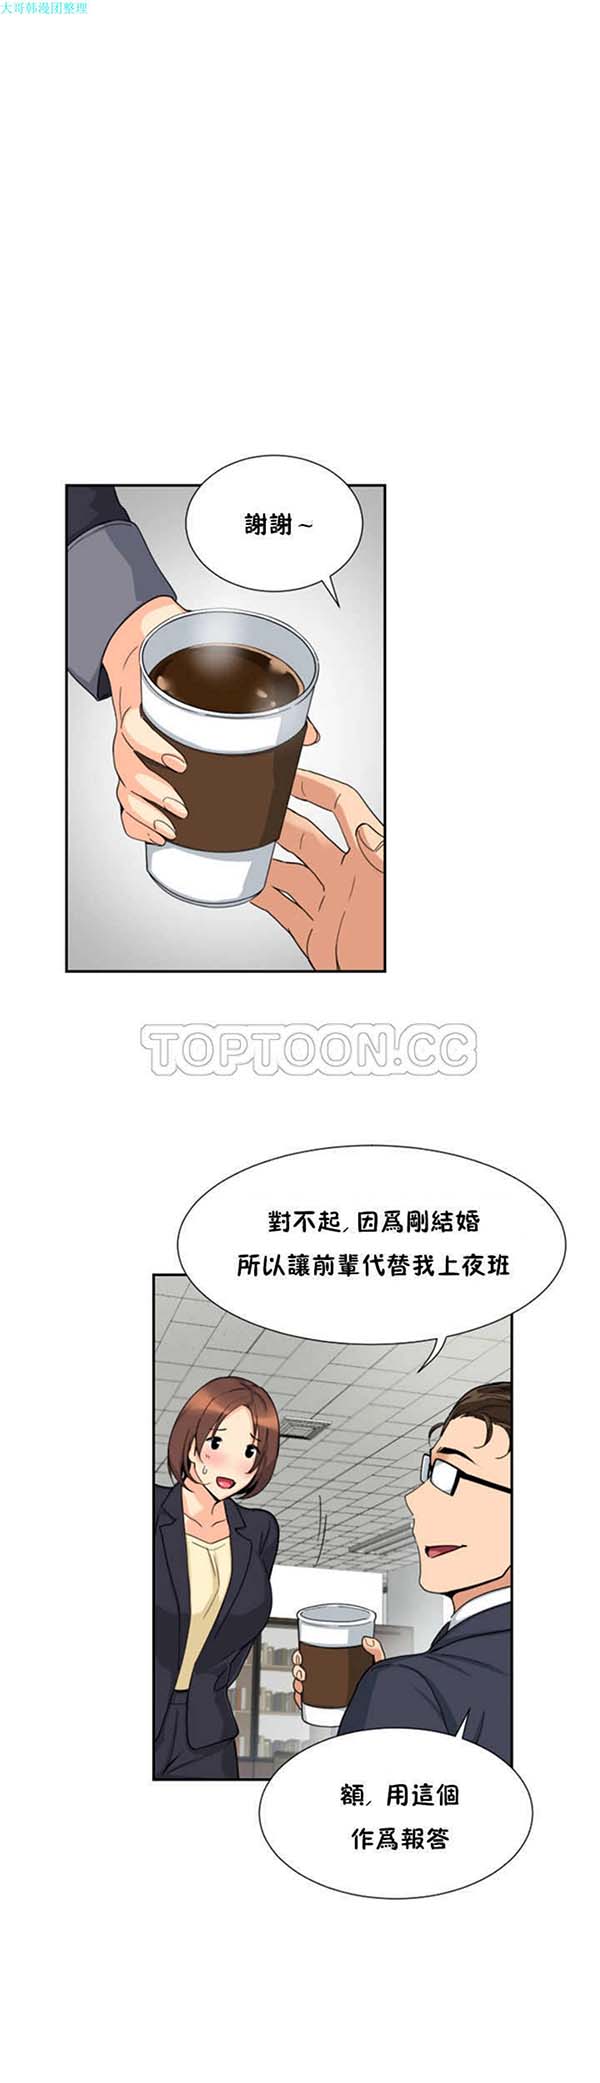 大哥韩漫团整理
謝謝~
TOPTOON.CC
對不起, 因爲剛結婚
所以讓前輩代替我上夜班
額, 用這個
作爲報答